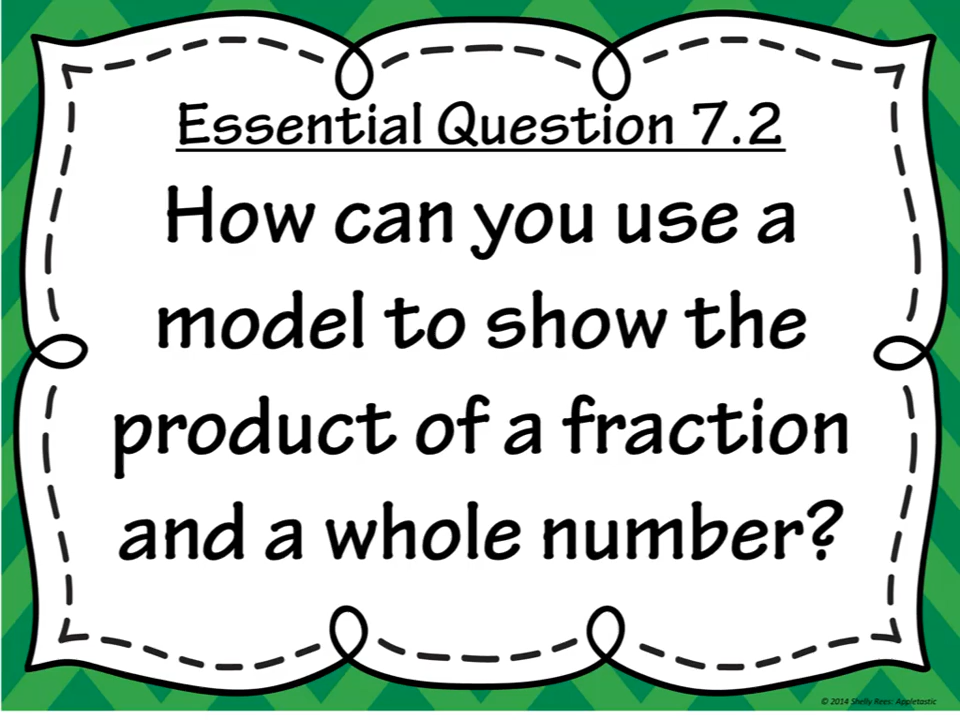 Essential Question 7.2
How can you use a
model to show the
product of a fraction
and a whole number?
© 2014 Shelly Rees: Appletastic